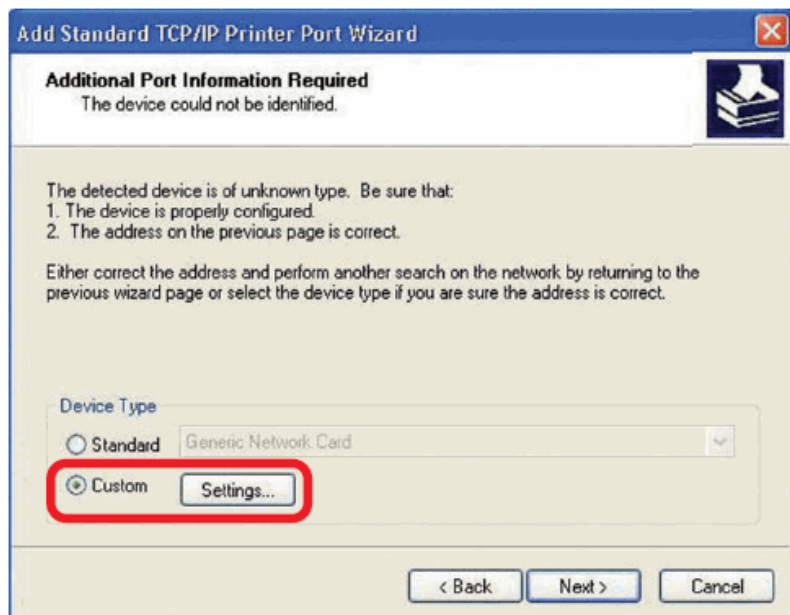 Add Standard TCP/IP Printer Port Wizard
Additional Port Information Required
The device could not be identified.
The detected device is of unknown type.  Be sure that:
1. The device is properly configured.
2.  The address on the previous page is correct.
Either correct the address and perform another search on the network by returning to the
previous wizard page or select the device type if you are sure the address is correct.
Device Type
Standard Generic Network Card
Custom Settings...
< Back Next > Cancel